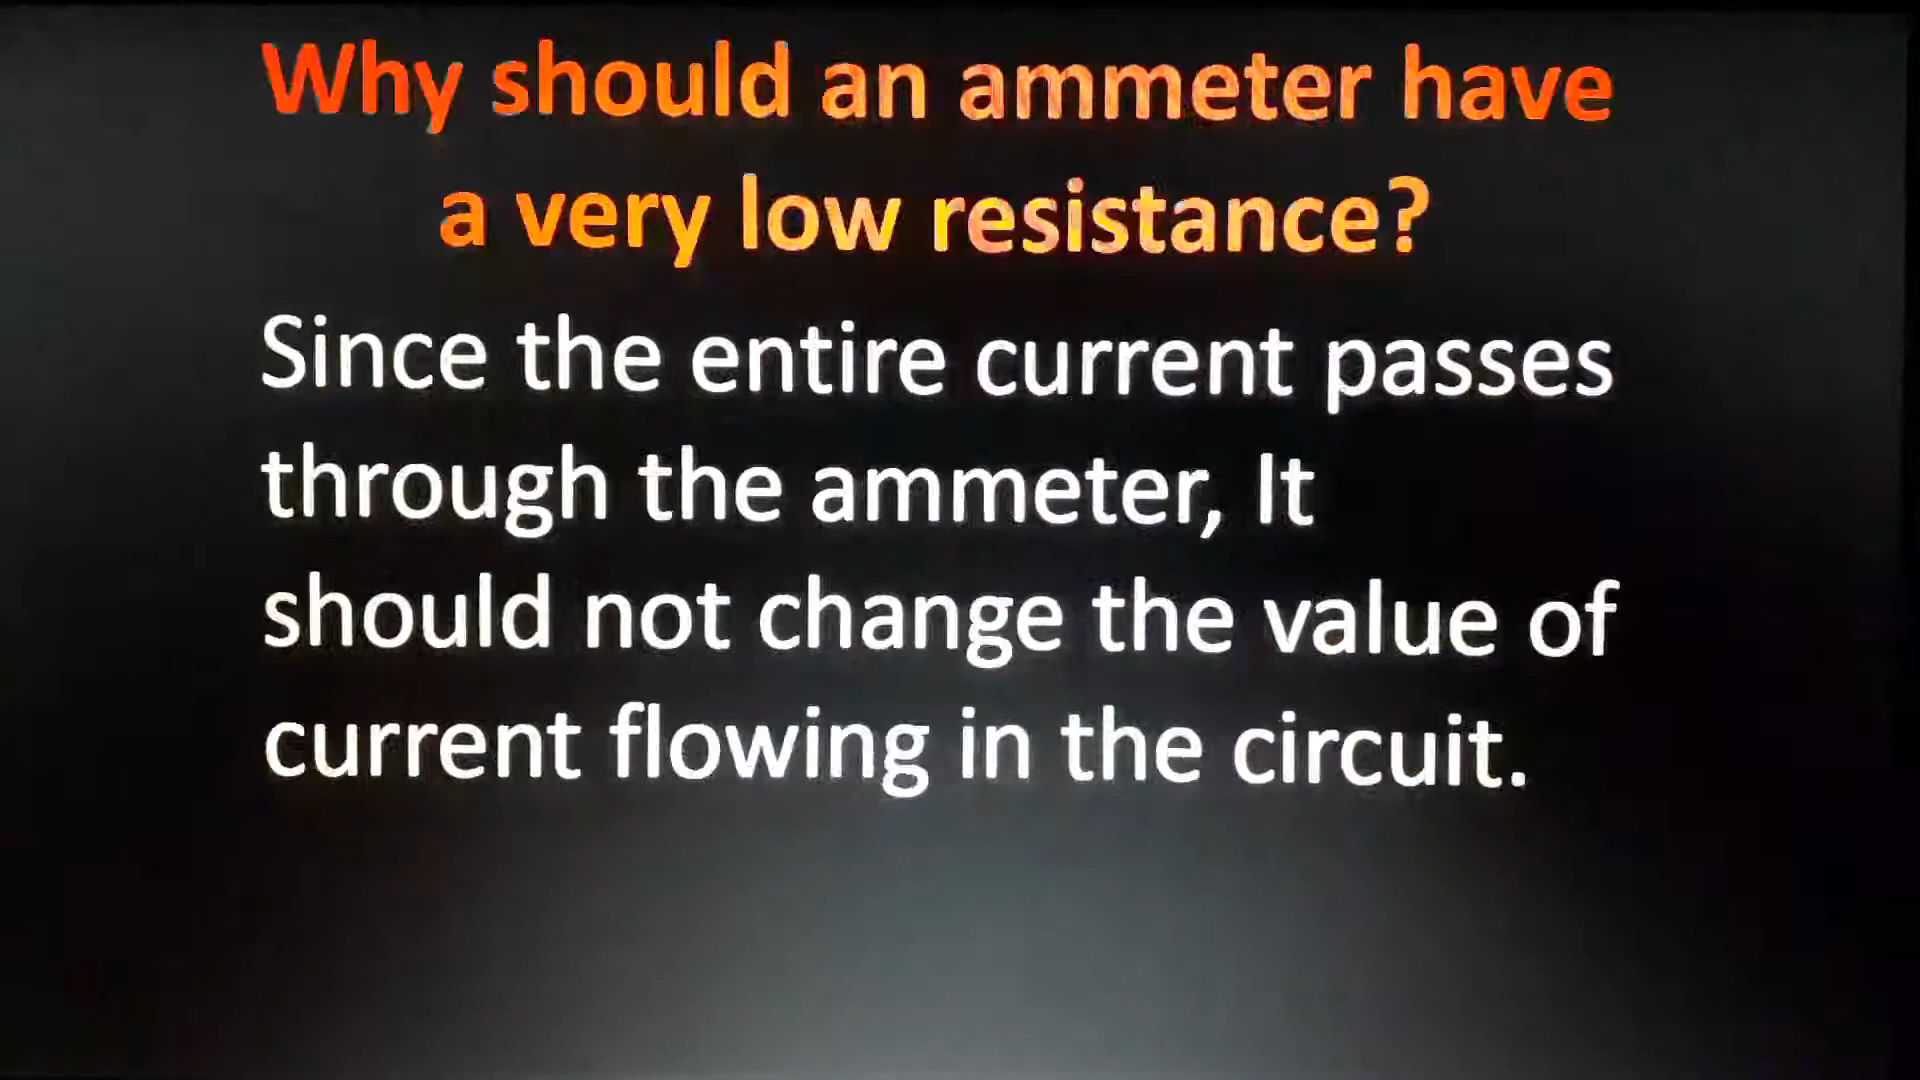 Why should an ammeter have
a very low resistance?
Since the entire current passes
through the ammeter, It
should not change the value of
current flowing in the circuit.